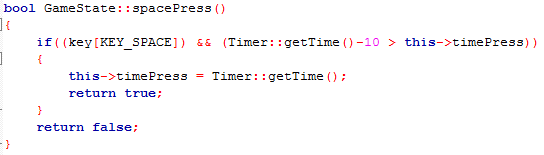 bool GameState::spacePress()
{
    if((key[KEY_SPACE]) && (Timer::getTime()-10 > this->timePress))
    {
        this->timePress = Timer::getTime();
        return true;
    }
    return false;
}